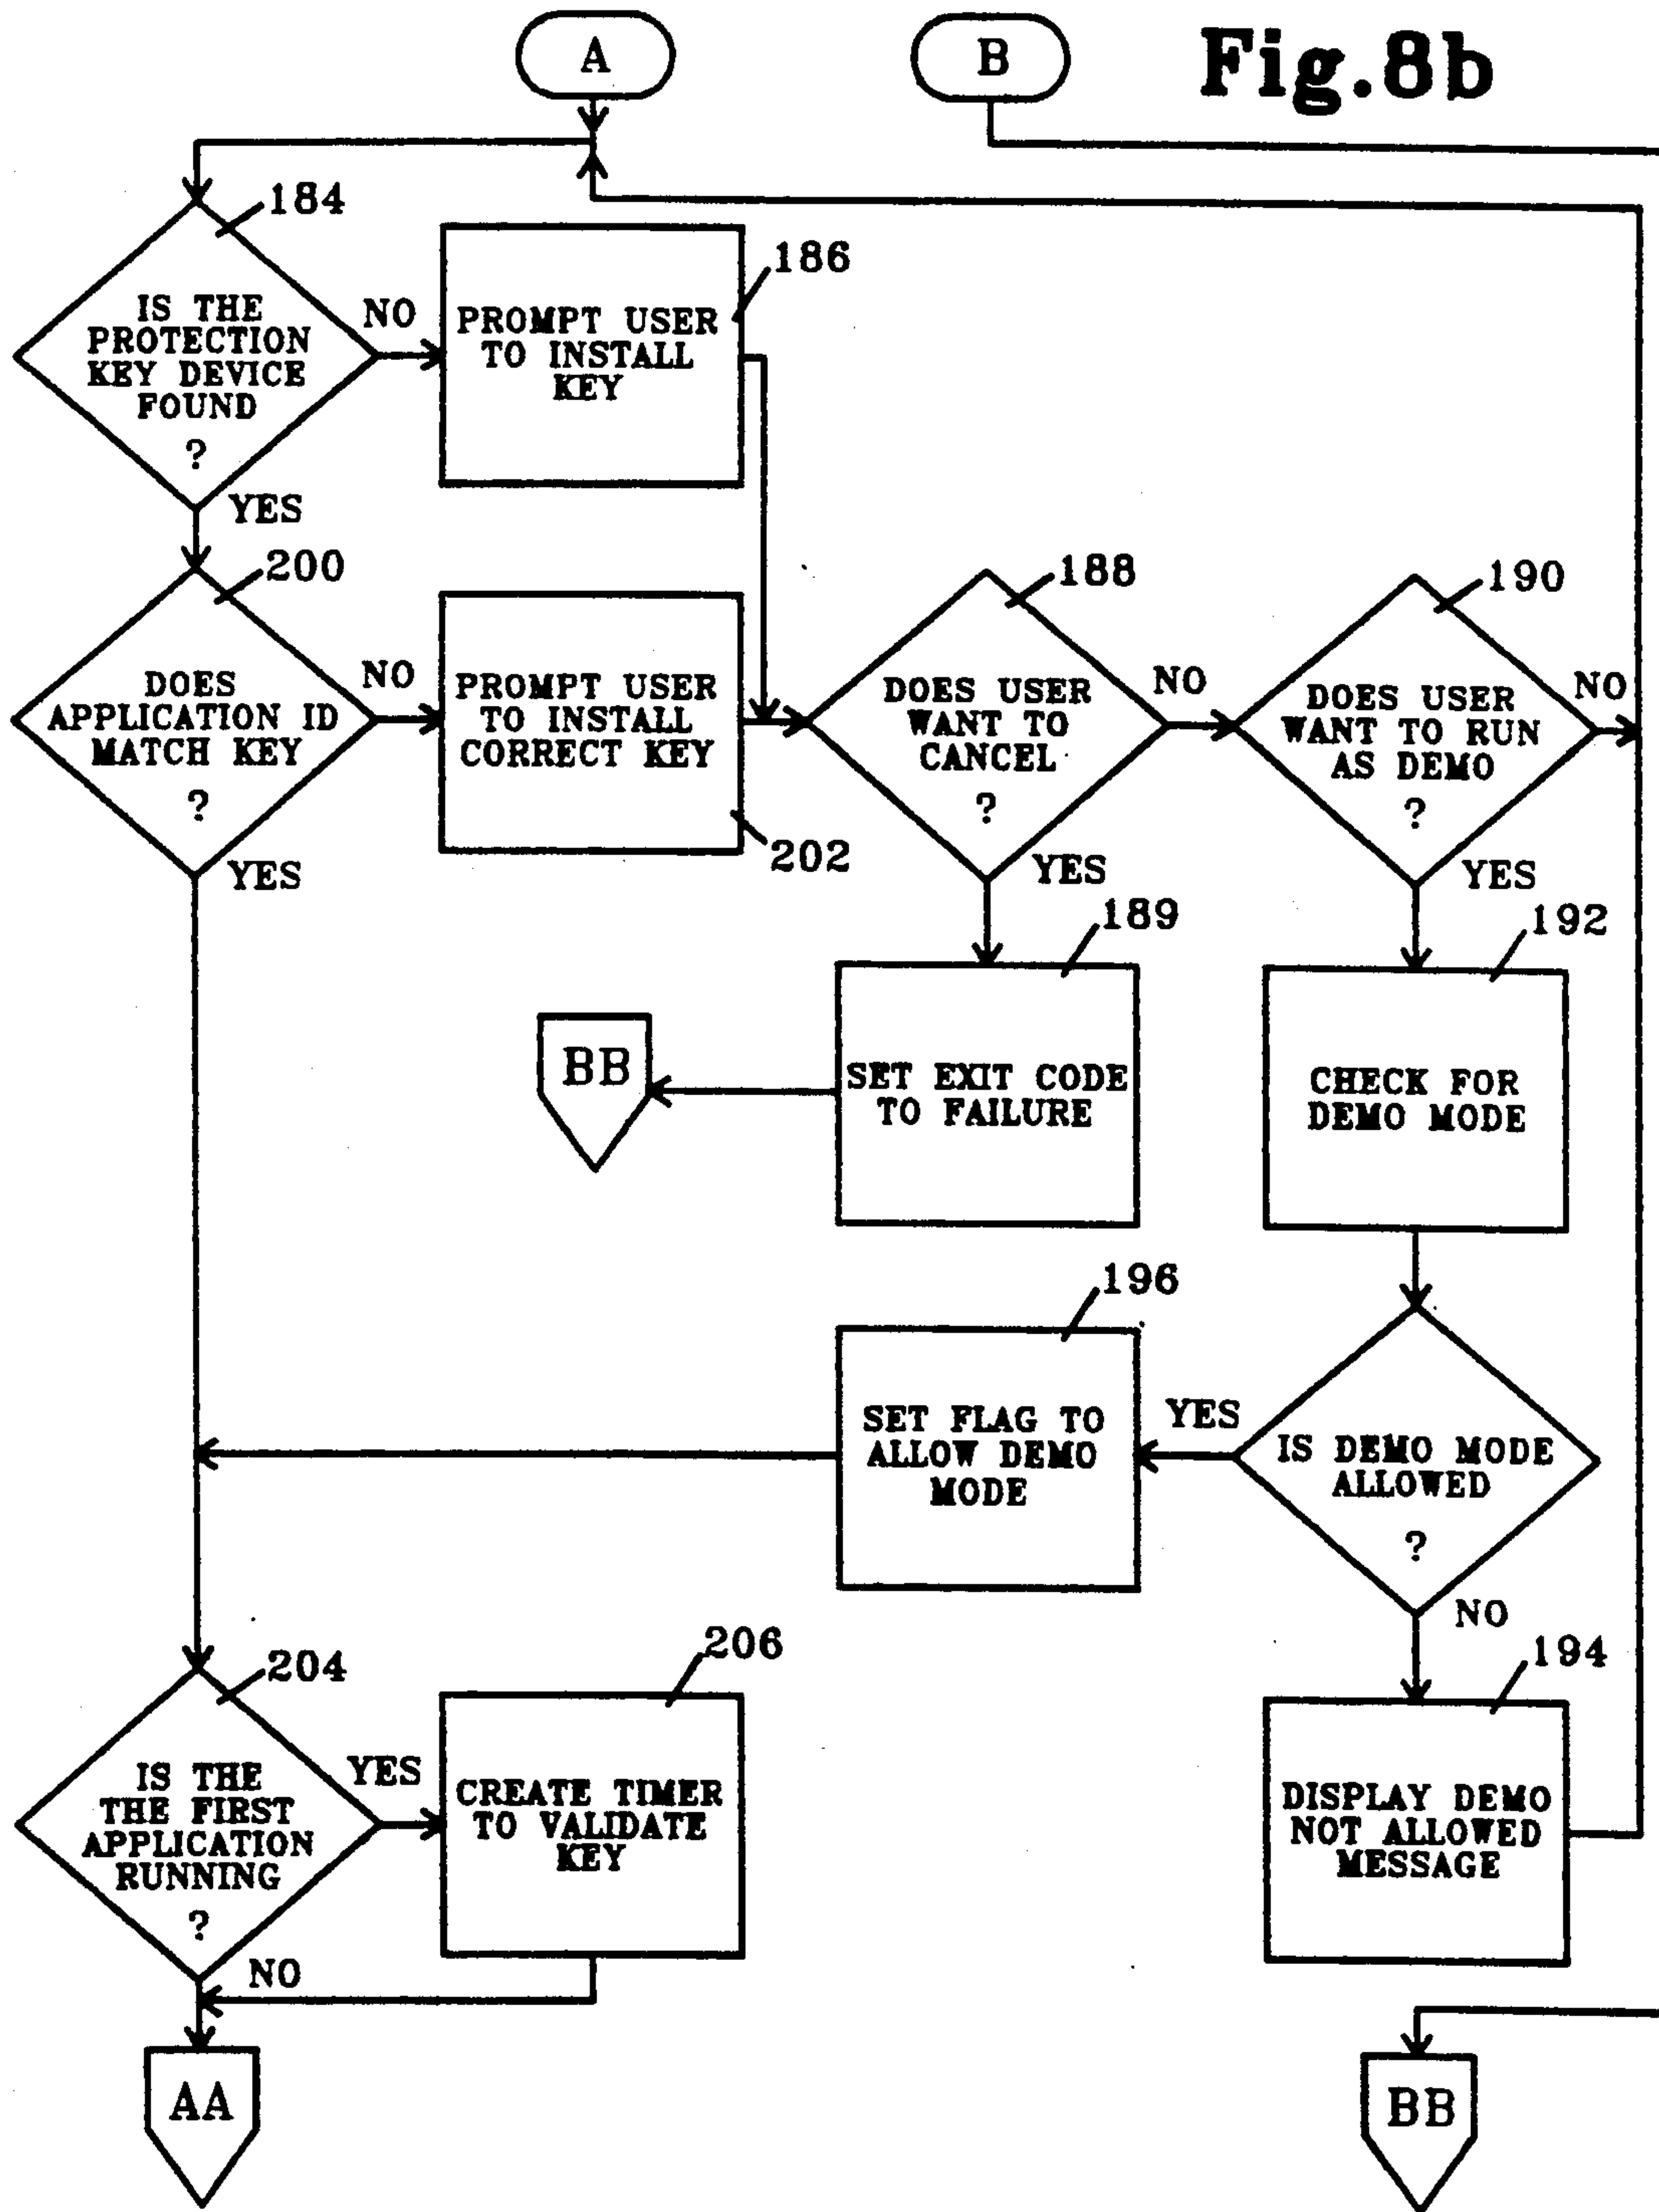 A
B
Fig.8b
184
IS THE
PROTECTION
KEY DEVICE
FOUND
?
NO
YES
186
PROMPT USER
TO INSTALL
KEY
200
DOES
APPLICATION ID
MATCH KEY
?
NO
YES
PROMPT USER
TO INSTALL
CORRECT KEY
202
188
DOES USER
WANT TO
CANCEL
?
NO
YES
190
DOES USER
WANT TO RUN
AS DEMO
?
NO
YES
189
SET EXIT CODE
TO FAILURE
BB
192
CHECK FOR
DEMO MODE
196
SET FLAG TO
ALLOW DEMO
MODE
YES
IS DEMO MODE
ALLOWED
?
NO
204
IS THE
THE FIRST
APPLICATION
RUNNING
?
YES
NO
206
CREATE TIMER
TO VALIDATE
KEY
194
DISPLAY DEMO
NOT ALLOWED
MESSAGE
AA
BB